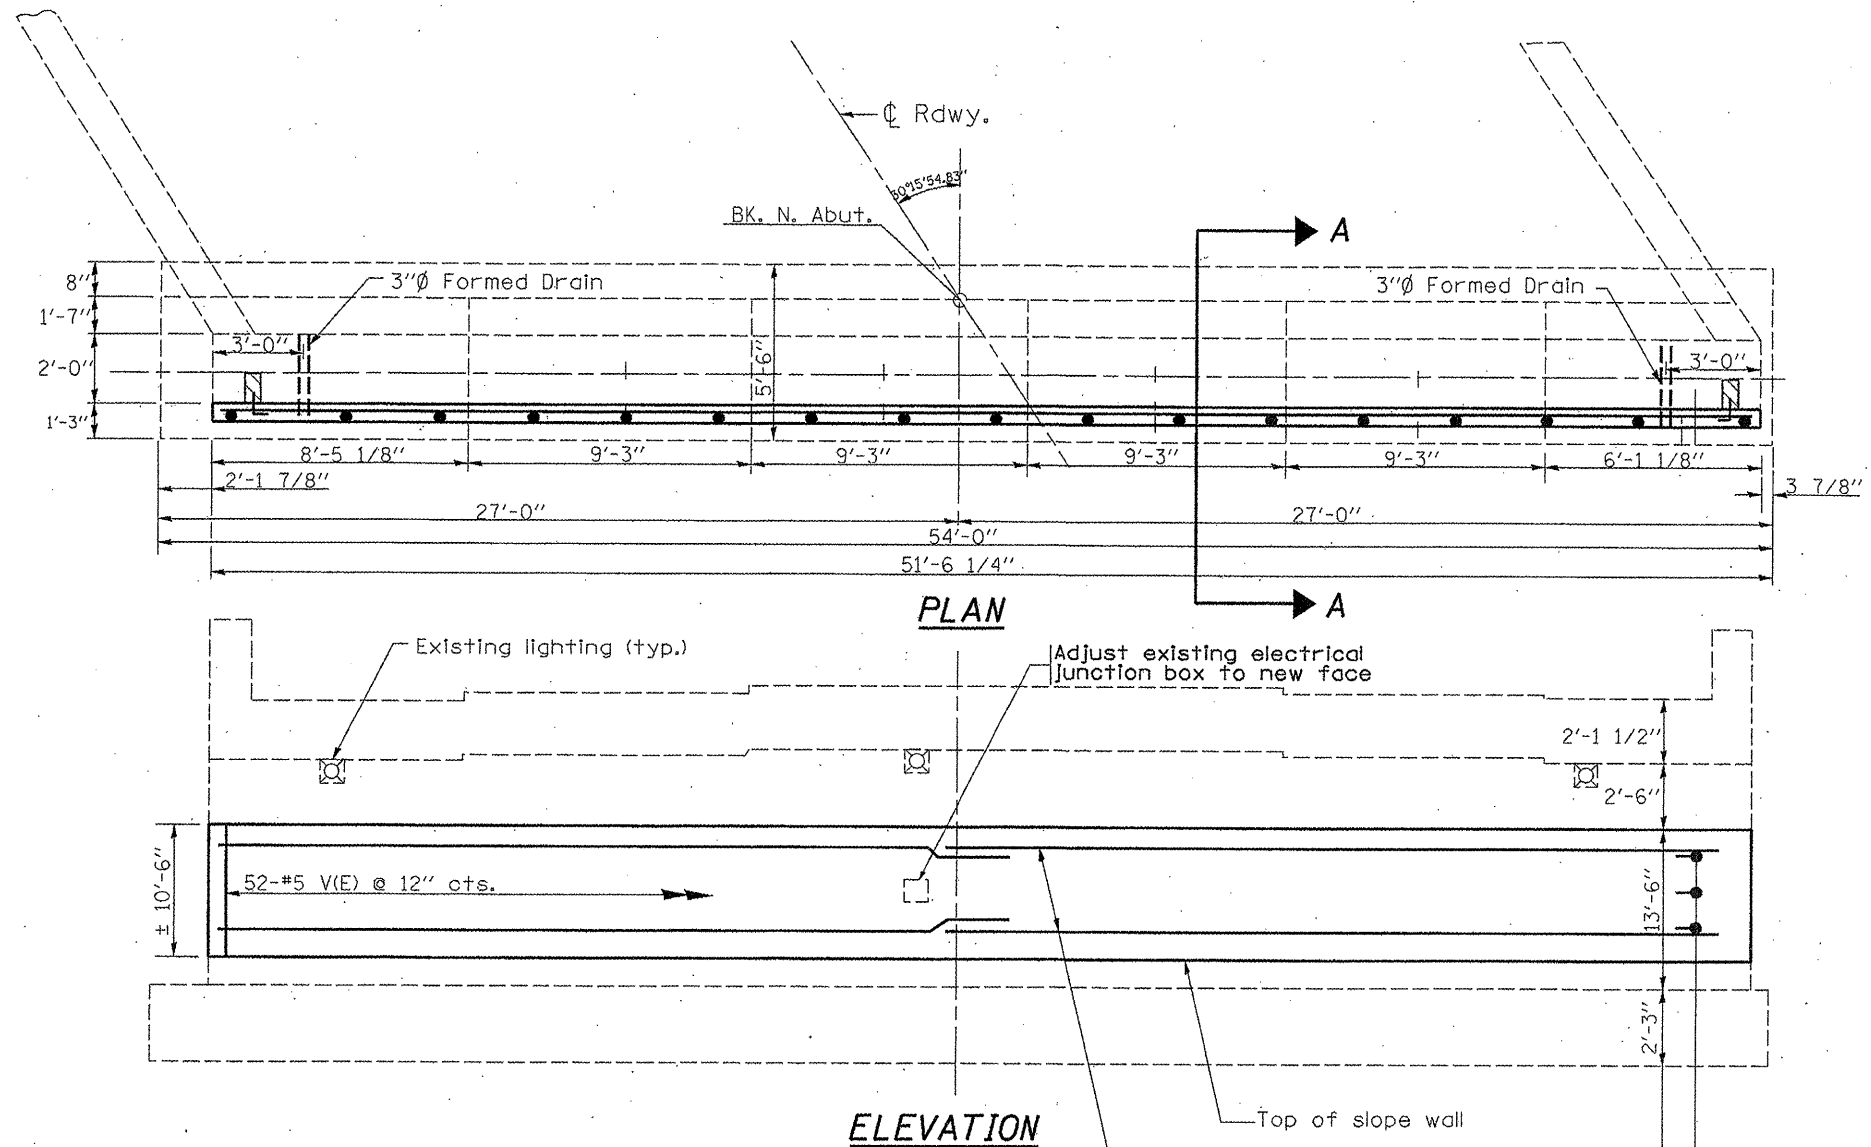 ℄ Rdwy.
30°15'54.83"
BK. N. Abut.
A
8"
3"Ø Formed Drain
3"Ø Formed Drain
1'-7"
3'-0"
5'-6"
3'-0"
2'-0"
1'-3"
8'-5 1/8"
9'-3"
9'-3"
9'-3"
9'-3"
6'-1 1/8"
2'-1 7/8"
3 7/8"
27'-0"
27'-0"
54'-0"
51'-6 1/4"
PLAN
A
Existing lighting (typ.)
Adjust existing electrical
junction box to new face
2'-1 1/2"
2'-6"
± 10'-6"
52-#5 V(E) @ 12" cts.
13'-6"
2'-3"
Top of slope wall
ELEVATION